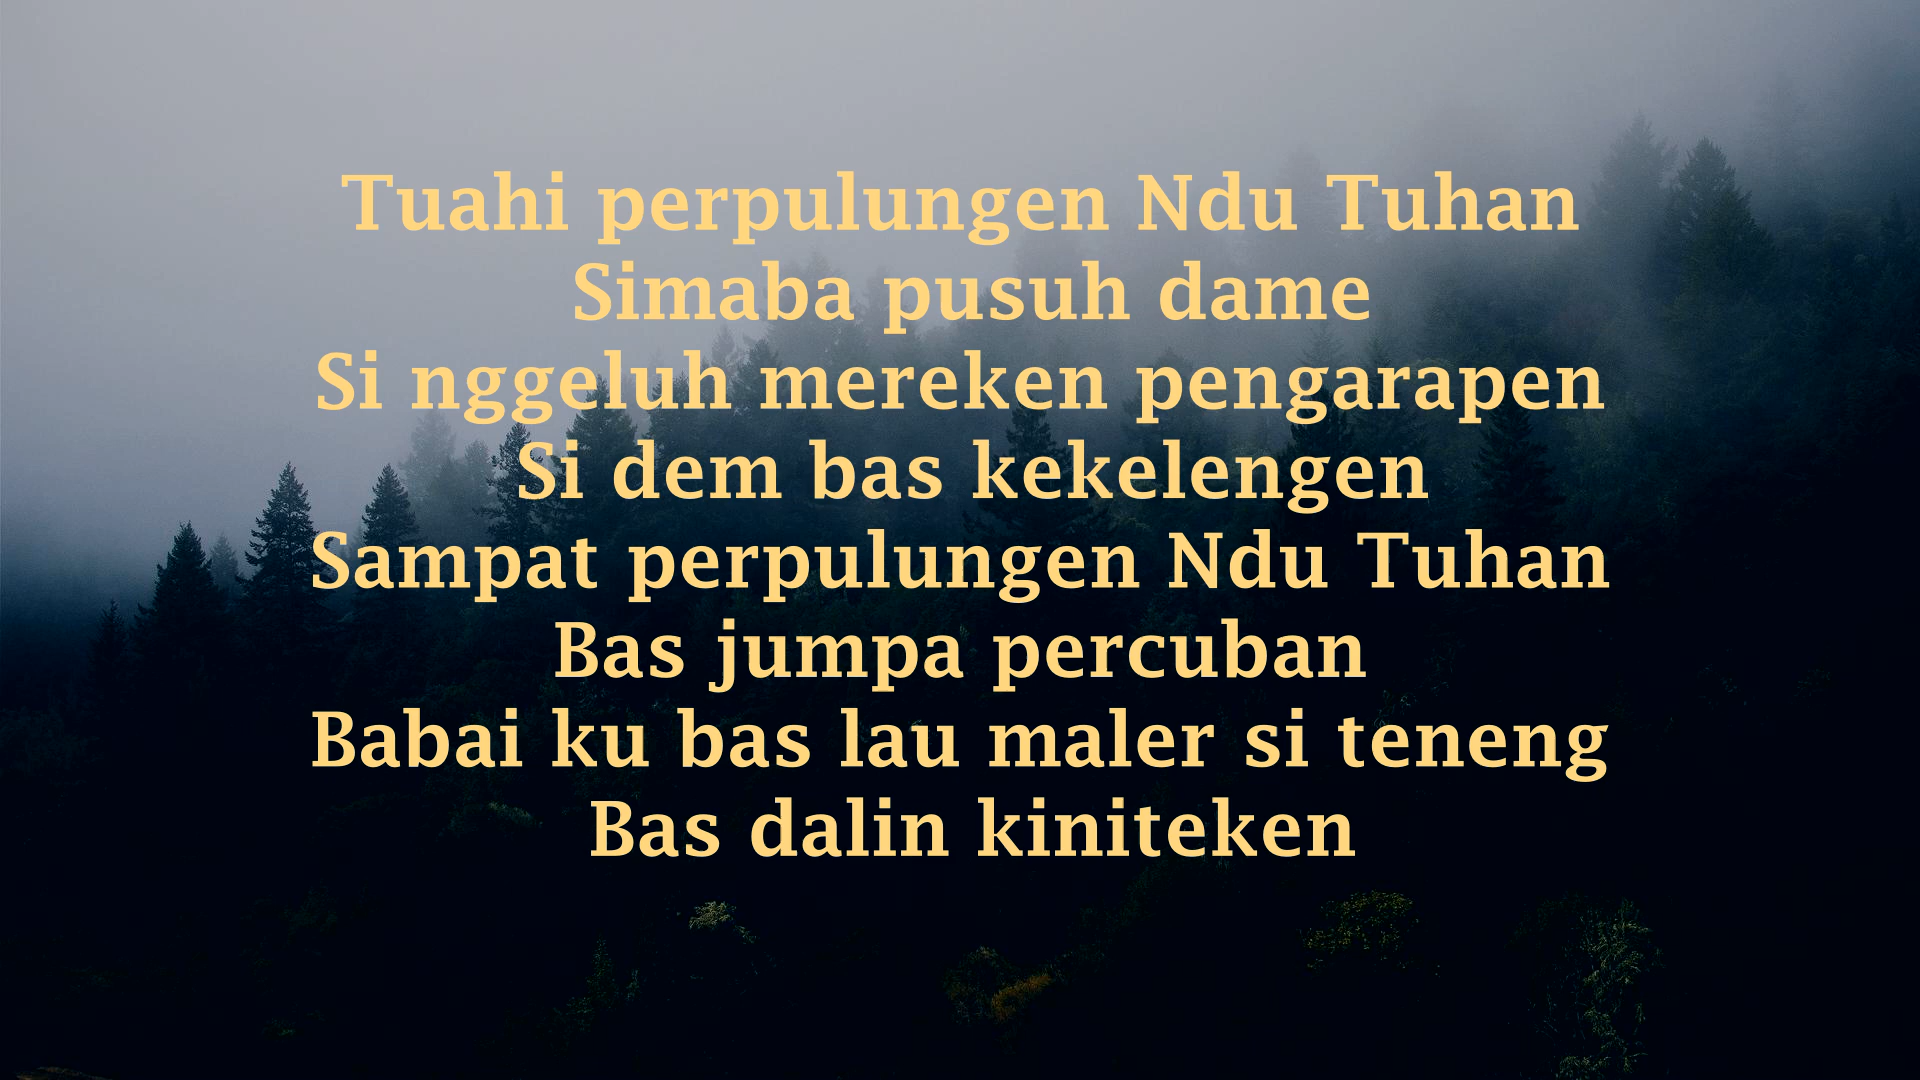 Tuahi perpulungen Ndu Tuhan
Simaba pusuh dame
Si nggeluh mereken pengarapen
Si dem bas kekelengen
Sampat perpulungen Ndu Tuhan
Bas jumpa percuban
Babai ku bas lau maler si teneng
Bas dalin kiniteken